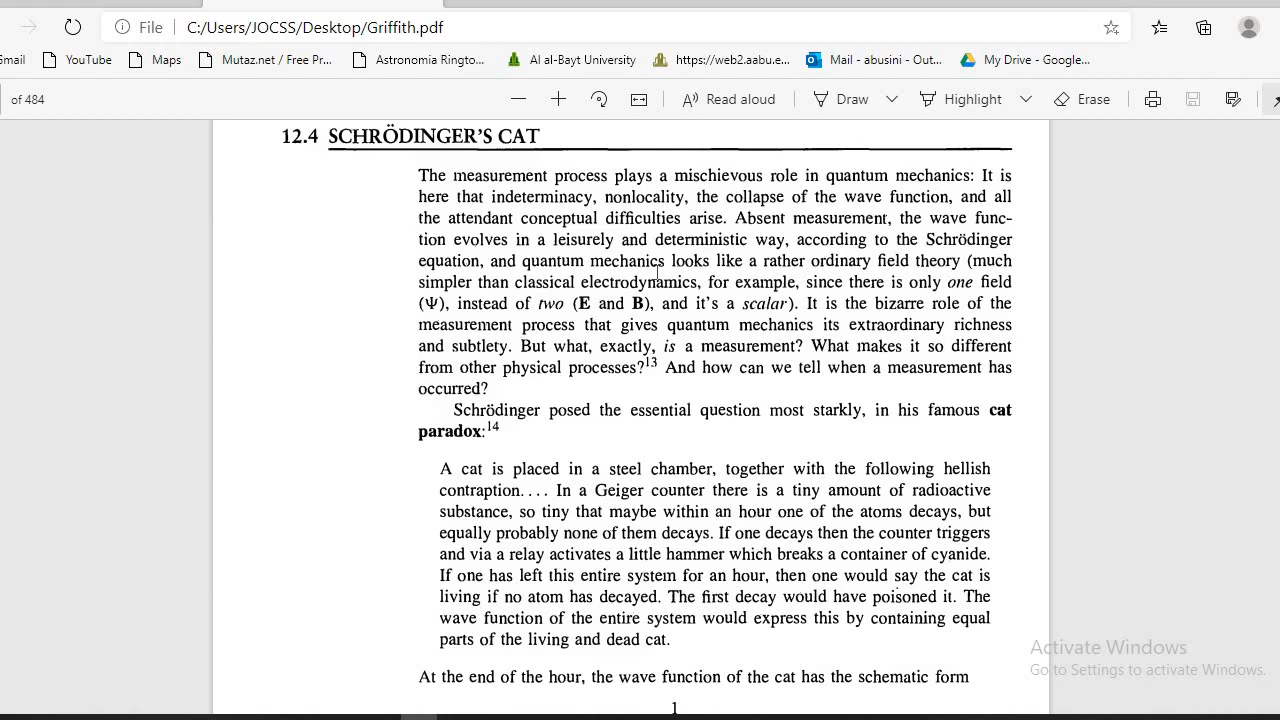 File C:/Users/JOCSS/Desktop/Griffith.pdf
Gmail YouTube Maps Mutaz.net / Free Pr... Astronomia Ringto... Al al-Bayt University https://web2.aabu.e... Mail - abusini - Out... My Drive - Google...
of 484 Read aloud Draw Highlight Erase
12.4 SCHRÖDINGER'S CAT
The measurement process plays a mischievous role in quantum mechanics: It is
here that indeterminacy, nonlocality, the collapse of the wave function, and all
the attendant conceptual difficulties arise. Absent measurement, the wave func-
tion evolves in a leisurely and deterministic way, according to the Schrödinger
equation, and quantum mechanics looks like a rather ordinary field theory (much
simpler than classical electrodynamics, for example, since there is only one field
(Ψ), instead of two (E and B), and it's a scalar). It is the bizarre role of the
measurement process that gives quantum mechanics its extraordinary richness
and subtlety. But what, exactly, is a measurement? What makes it so different
from other physical processes?13 And how can we tell when a measurement has
occurred?
Schrödinger posed the essential question most starkly, in his famous cat
paradox:14
A cat is placed in a steel chamber, together with the following hellish
contraption.... In a Geiger counter there is a tiny amount of radioactive
substance, so tiny that maybe within an hour one of the atoms decays, but
equally probably none of them decays. If one decays then the counter triggers
and via a relay activates a little hammer which breaks a container of cyanide.
If one has left this entire system for an hour, then one would say the cat is
living if no atom has decayed. The first decay would have poisoned it. The
wave function of the entire system would express this by containing equal
parts of the living and dead cat.
Activate Windows
Go to Settings to activate Windows.
At the end of the hour, the wave function of the cat has the schematic form
1